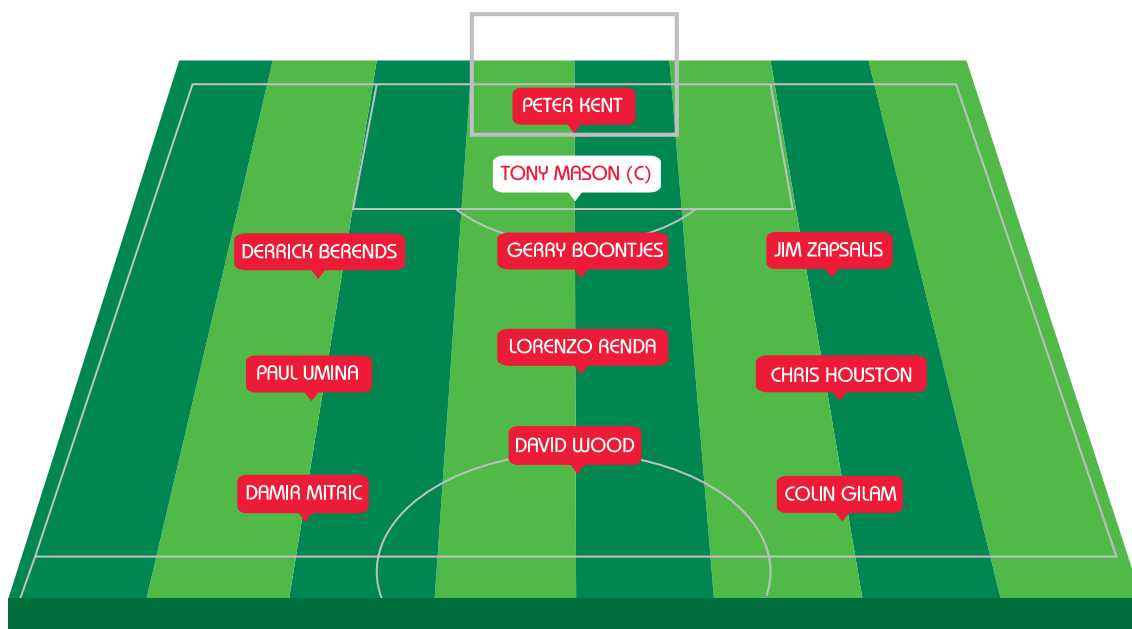 PETER KENT
TONY MASON (C)
DERRICK BERENDS
GERRY BOONTJES
JIM ZAPSALIS
LORENZO RENDA
PAUL UMINA
CHRIS HOUSTON
DAVID WOOD
DAMIR MITRIC
COLIN GILAM